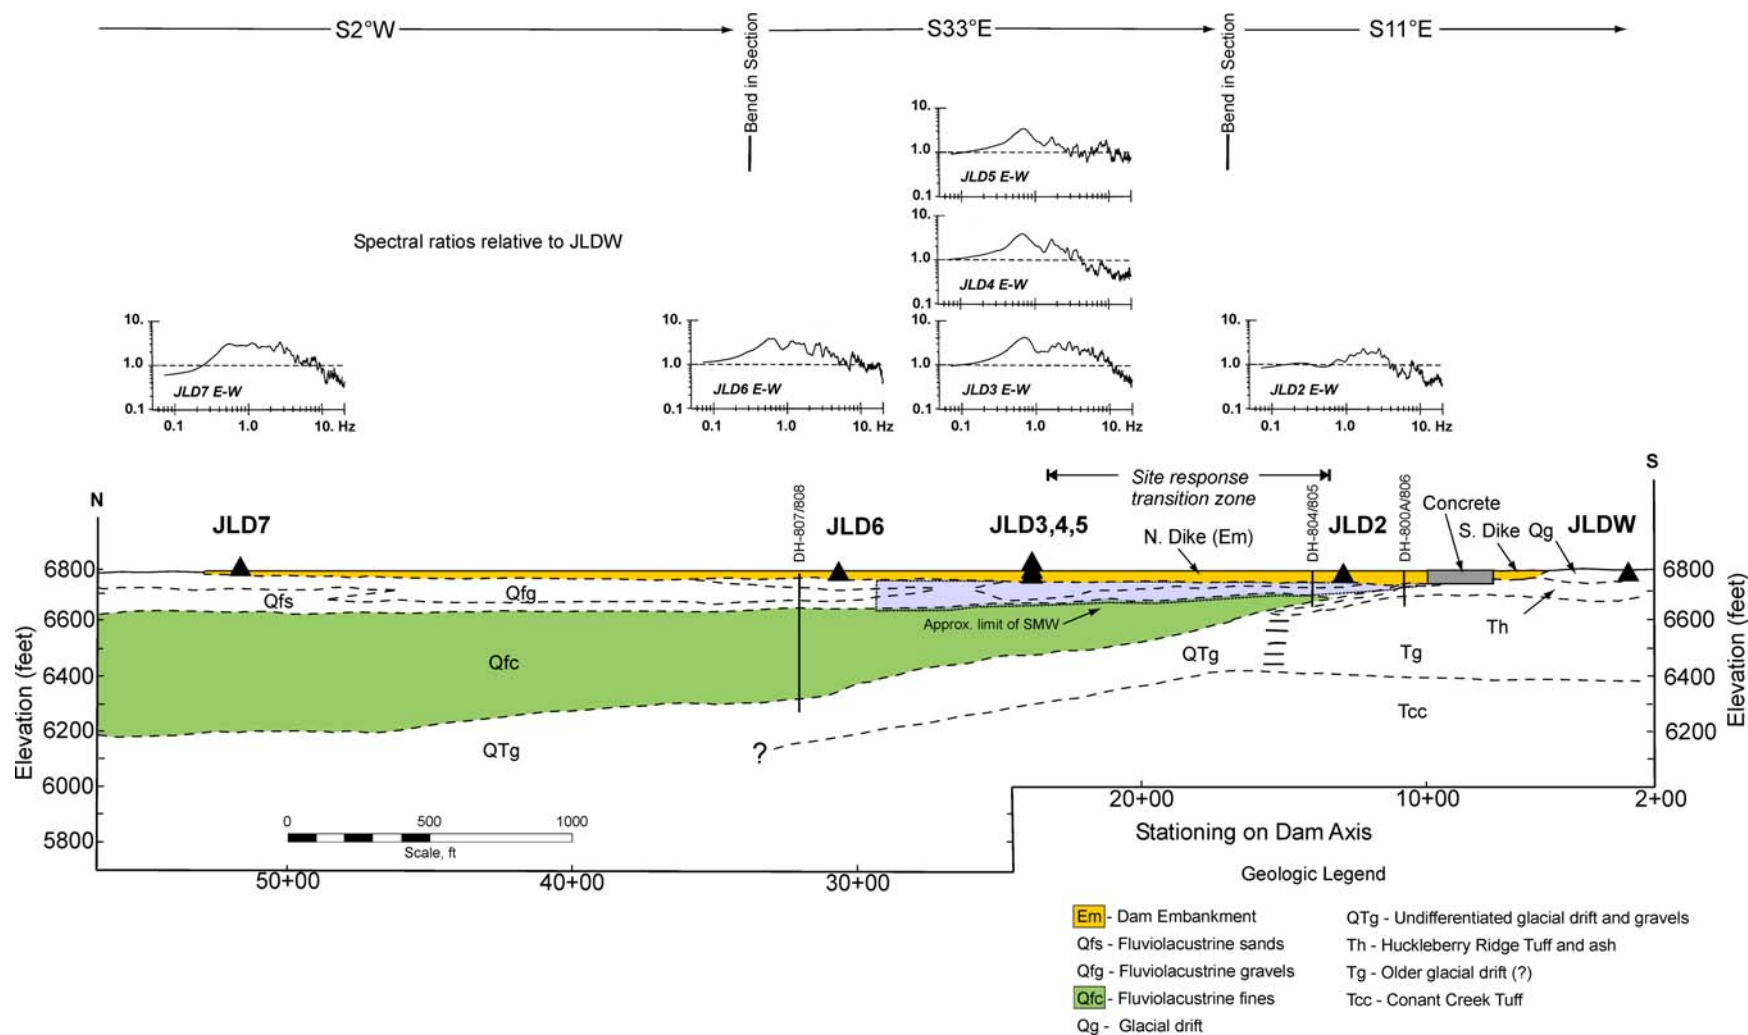 S2°W
S33°E
S11°E
Bend in Section
Bend in Section
10.
1.0
JLD5 E-W
0.1
10.
1.0
JLD4 E-W
0.1
Spectral ratios relative to JLDW
10.
1.0
JLD7 E-W
0.1
0.1 1.0 10. Hz
10.
1.0
JLD6 E-W
0.1
0.1 1.0 10. Hz
10.
1.0
JLD3 E-W
0.1
0.1 1.0 10. Hz
10.
1.0
JLD2 E-W
0.1
0.1 1.0 10. Hz
N
S
Site response
transition zone
JLD7
DH-807/808
JLD6
JLD3,4,5
N. Dike (Em)
DH-804/805
JLD2
DH-800A/806
Concrete
S. Dike Qg
JLDW
6800
6600
6400
6200
6000
5800
Elevation (feet)
6800
6600
6400
6200
Elevation (feet)
Qfs
Qfg
Approx. limit of SMW
Th
Qfc
QTg
Tg
Tcc
QTg
?
0 500 1000
Scale, ft
50+00 40+00 30+00
20+00 10+00 2+00
Stationing on Dam Axis
Geologic Legend
Em - Dam Embankment
Qfs - Fluviolacustrine sands
Qfg - Fluviolacustrine gravels
Qfc - Fluviolacustrine fines
Qg - Glacial drift
QTg - Undifferentiated glacial drift and gravels
Th - Huckleberry Ridge Tuff and ash
Tg - Older glacial drift (?)
Tcc - Conant Creek Tuff